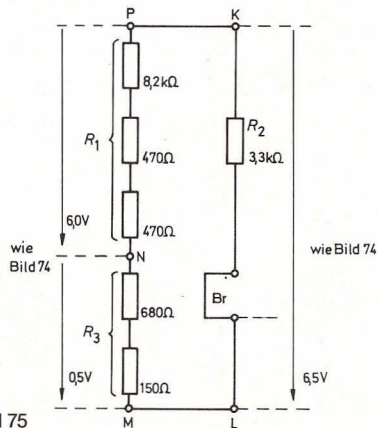 P K
8,2kΩ
R1
R2
470Ω
3,3kΩ
470Ω
6,0V
wie
Bild 74
N
wie Bild 74
Br
680Ω
R3
0,5V
150Ω
6,5V
M L
175